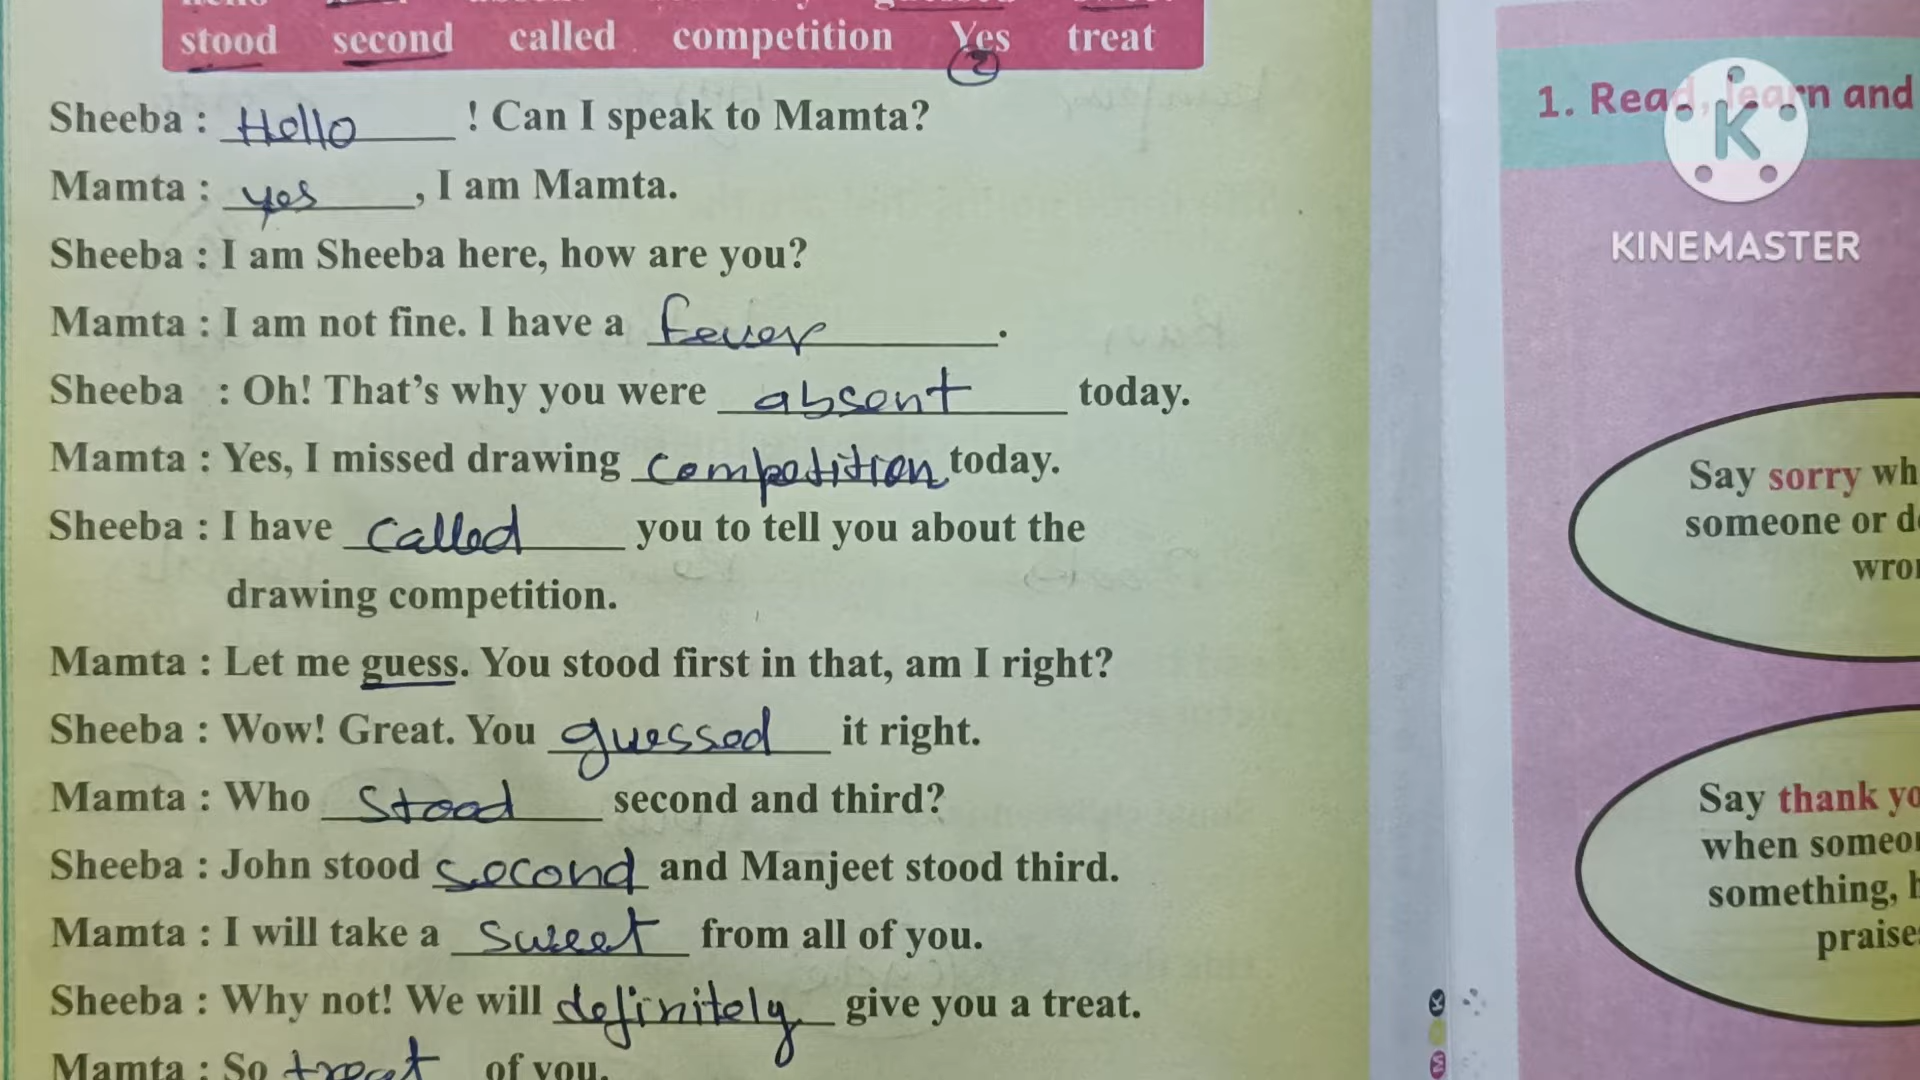 stood second called competition Yes treat
2
Sheeba : Hello ! Can I speak to Mamta?
Mamta : yes , I am Mamta.
Sheeba : I am Sheeba here, how are you?
Mamta : I am not fine. I have a fever .
Sheeba : Oh! That's why you were absent today.
Mamta : Yes, I missed drawing competition today.
Sheeba : I have called you to tell you about the
drawing competition.
Mamta : Let me guess. You stood first in that, am I right?
Sheeba : Wow! Great. You guessed it right.
Mamta : Who stood second and third?
Sheeba : John stood second and Manjeet stood third.
Mamta : I will take a sweet from all of you.
Sheeba : Why not! We will definitely give you a treat.
Mamta : So treat of you.
1. Read, learn and
K
KINEMASTER
Say sorry wh
someone or d
wro
Say thank yo
when someo
something, h
praise
K
M